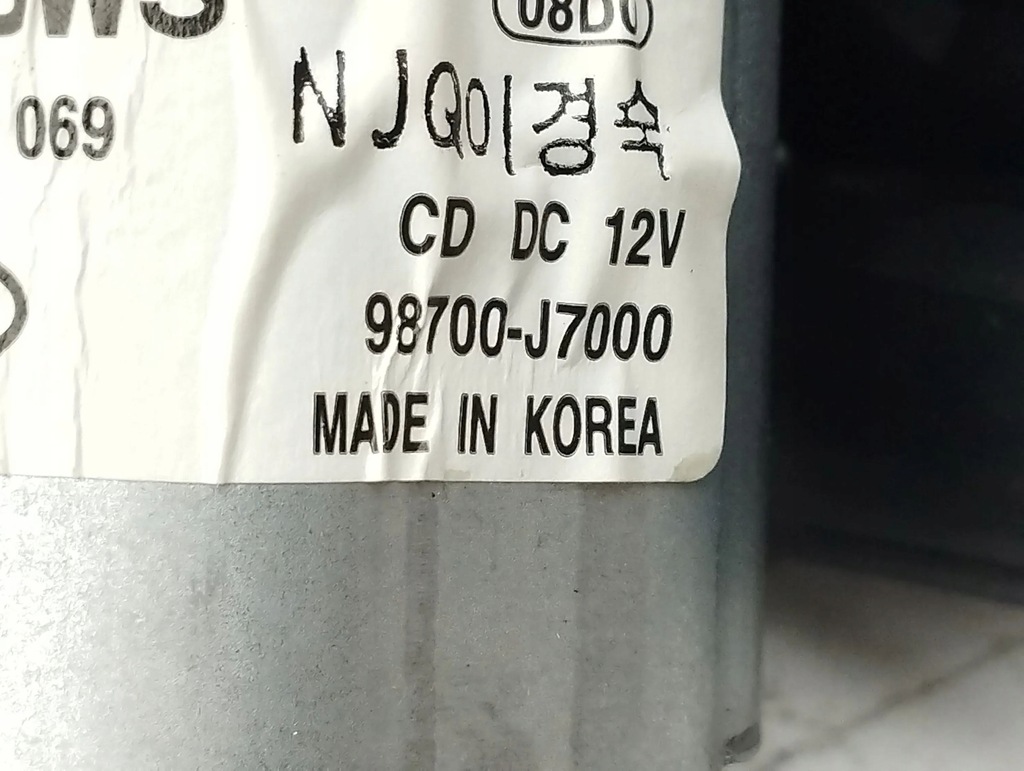 069
NJQ이경숙
CD DC 12V
98700-J7000
MADE IN KOREA